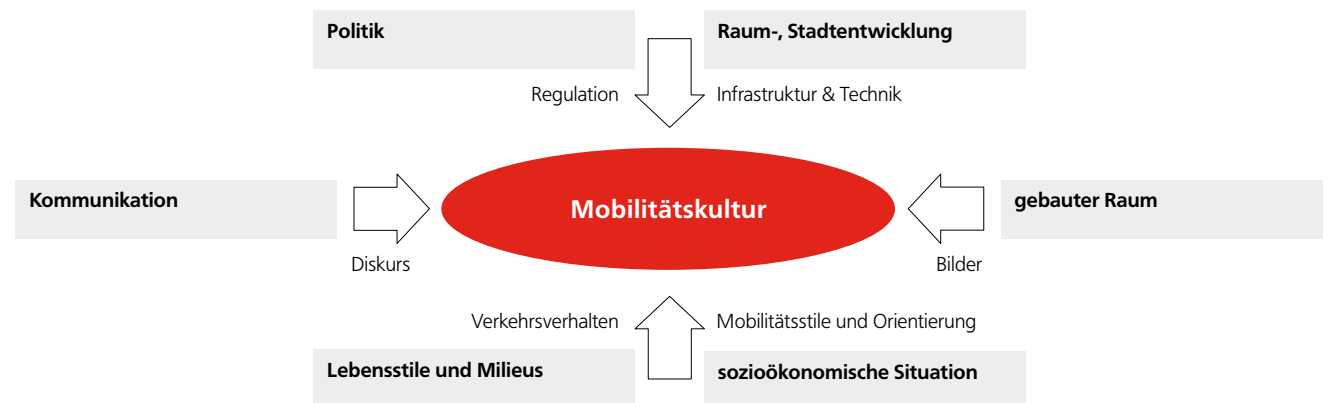 Politik
Raum-, Stadtentwicklung
Regulation
Infrastruktur & Technik
Kommunikation
Mobilitätskultur
gebauter Raum
Diskurs
Bilder
Verkehrsverhalten
Mobilitätsstile und Orientierung
Lebensstile und Milieus
sozioökonomische Situation